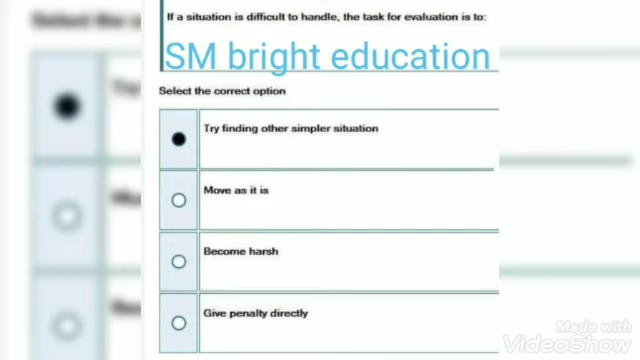 If a situation is difficult to handle, the task for evaluation is to:
SM bright education
Select the correct option
Try finding other simpler situation
Move as it is
Become harsh
Give penalty directly
Made with
VideoShow